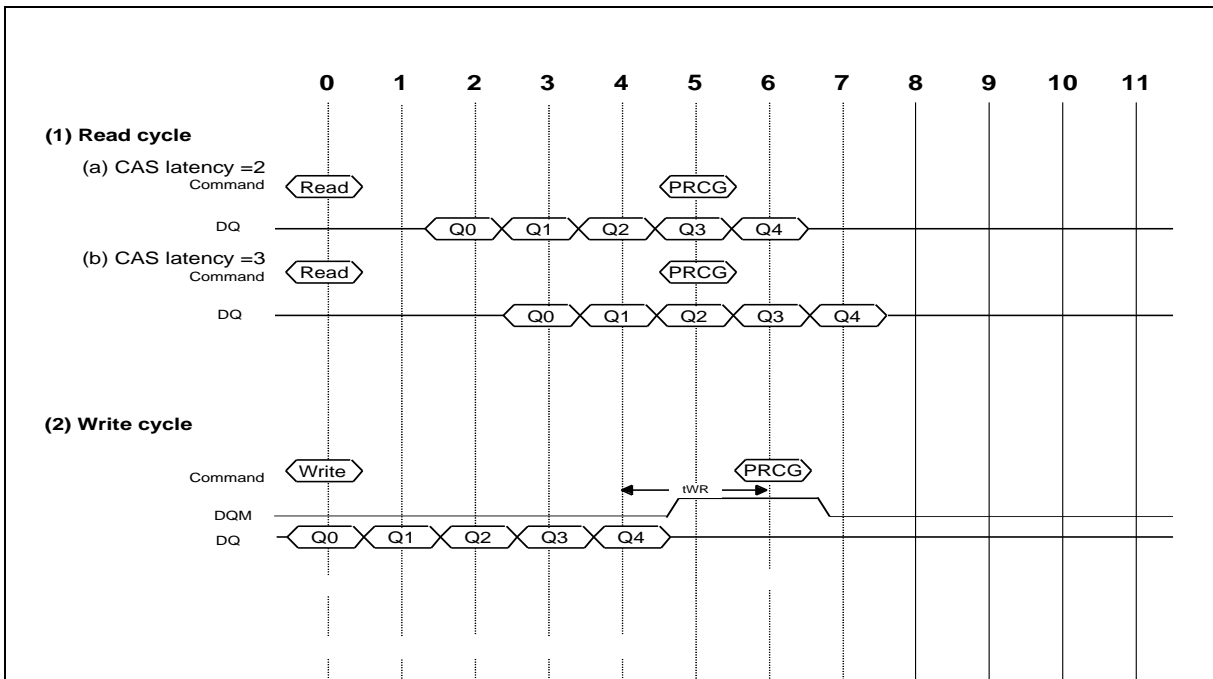 0 1 2 3 4 5 6 7 8 9 10 11
(1) Read cycle
(a) CAS latency =2
Command Read PRCG
DQ Q0 Q1 Q2 Q3 Q4
(b) CAS latency =3
Command Read PRCG
DQ Q0 Q1 Q2 Q3 Q4
(2) Write cycle
Command Write PRCG
tWR
DQM
DQ Q0 Q1 Q2 Q3 Q4